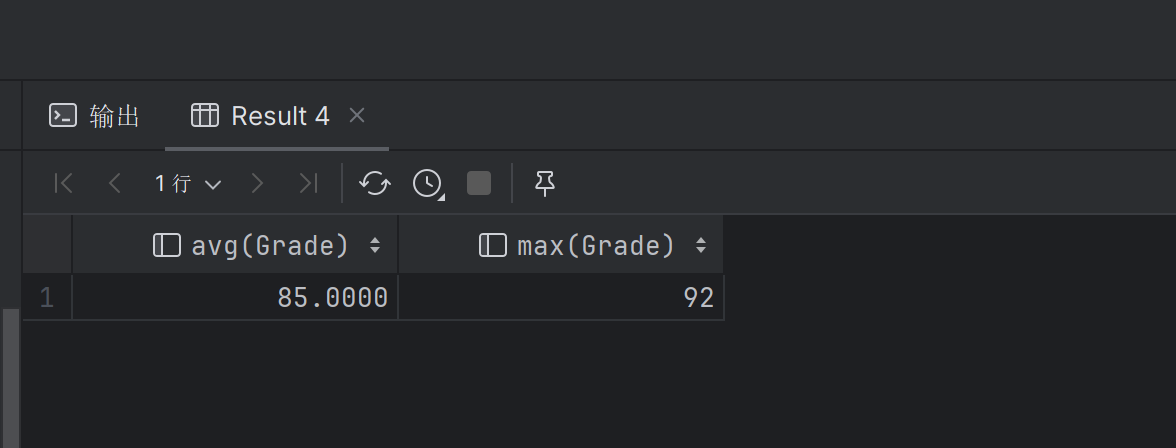 输出 Result 4
1 行
avg(Grade) max(Grade)
1 85.0000 92